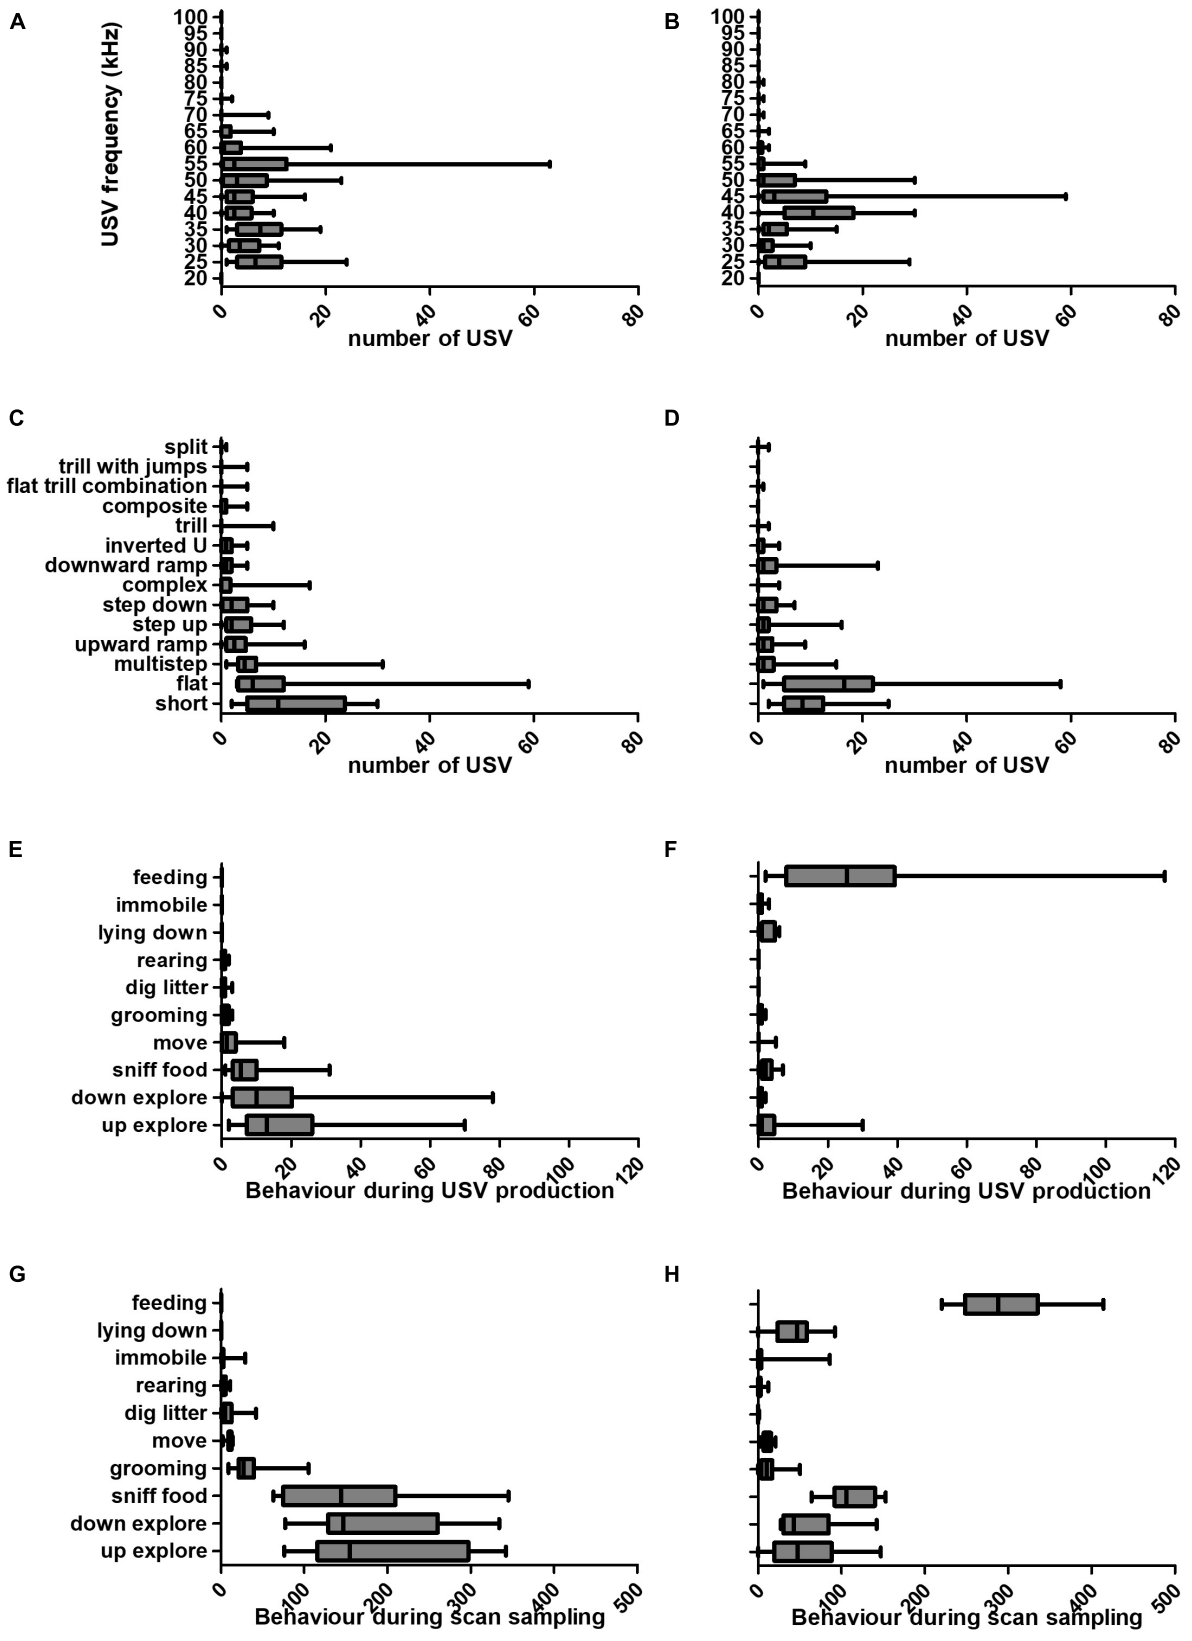 A
USV frequency (kHz)
100
95
90
85
80
75
70
65
60
55
50
45
40
35
30
25
20
0 20 40 60 80
number of USV
B
100
95
90
85
80
75
70
65
60
55
50
45
40
35
30
25
20
0 20 40 60 80
number of USV
C
split
trill with jumps
flat trill combination
composite
trill
inverted U
downward ramp
complex
step down
step up
upward ramp
multistep
flat
short
0 20 40 60 80
number of USV
D
0 20 40 60 80
number of USV
E
feeding
immobile
lying down
rearing
dig litter
grooming
move
sniff food
down explore
up explore
0 20 40 60 80 100 120
Behaviour during USV production
F
0 20 40 60 80 100 120
Behaviour during USV production
G
feeding
lying down
immobile
rearing
dig litter
move
grooming
sniff food
down explore
up explore
0 100 200 300 400 500
Behaviour during scan sampling
H
0 100 200 300 400 500
Behaviour during scan sampling